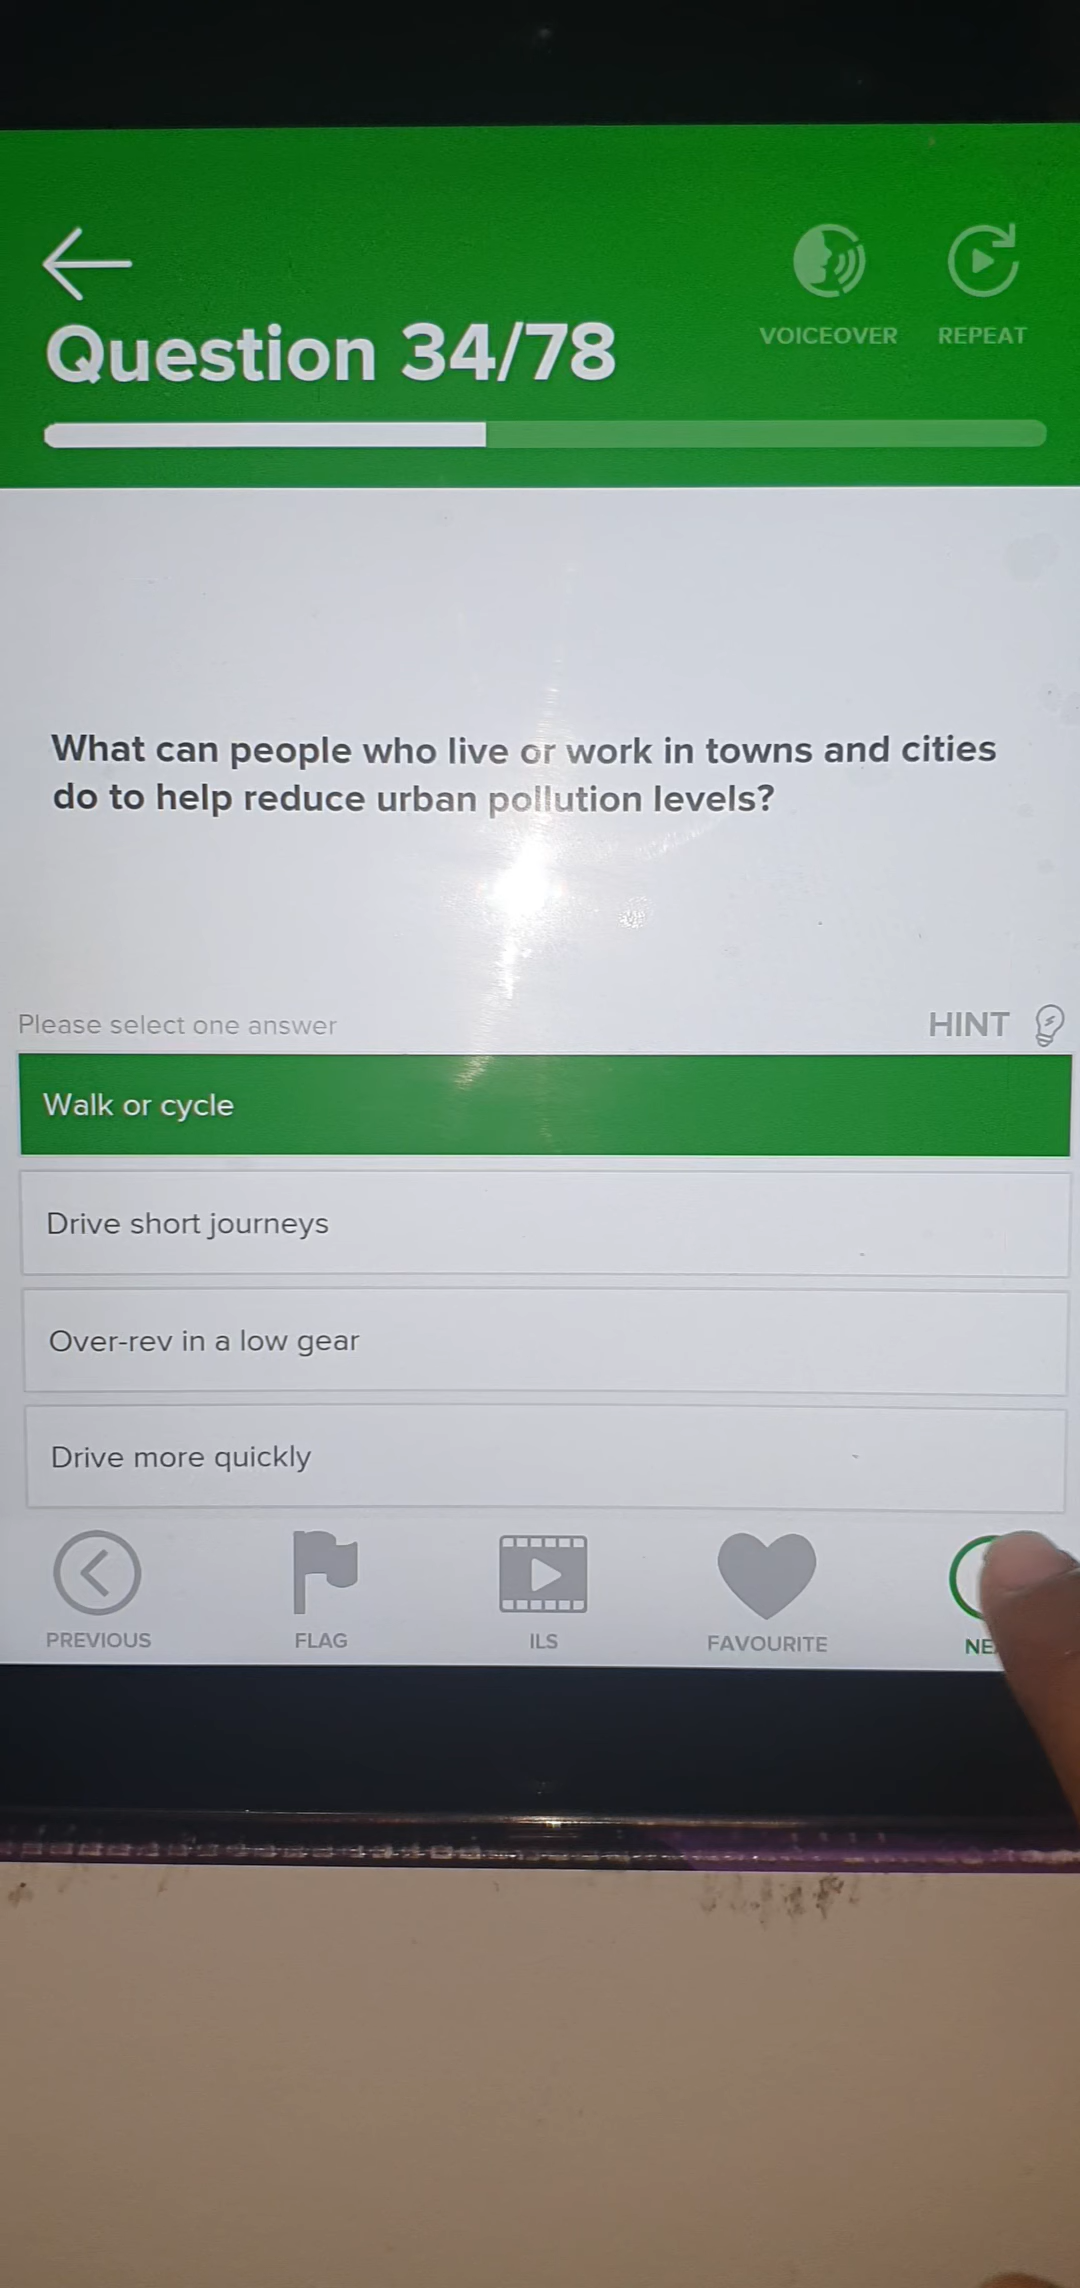 VOICEOVER
REPEAT
Question 34/78
What can people who live or work in towns and cities
do to help reduce urban pollution levels?
Please select one answer
HINT
Walk or cycle
Drive short journeys
Over-rev in a low gear
Drive more quickly
PREVIOUS
FLAG
ILS
FAVOURITE